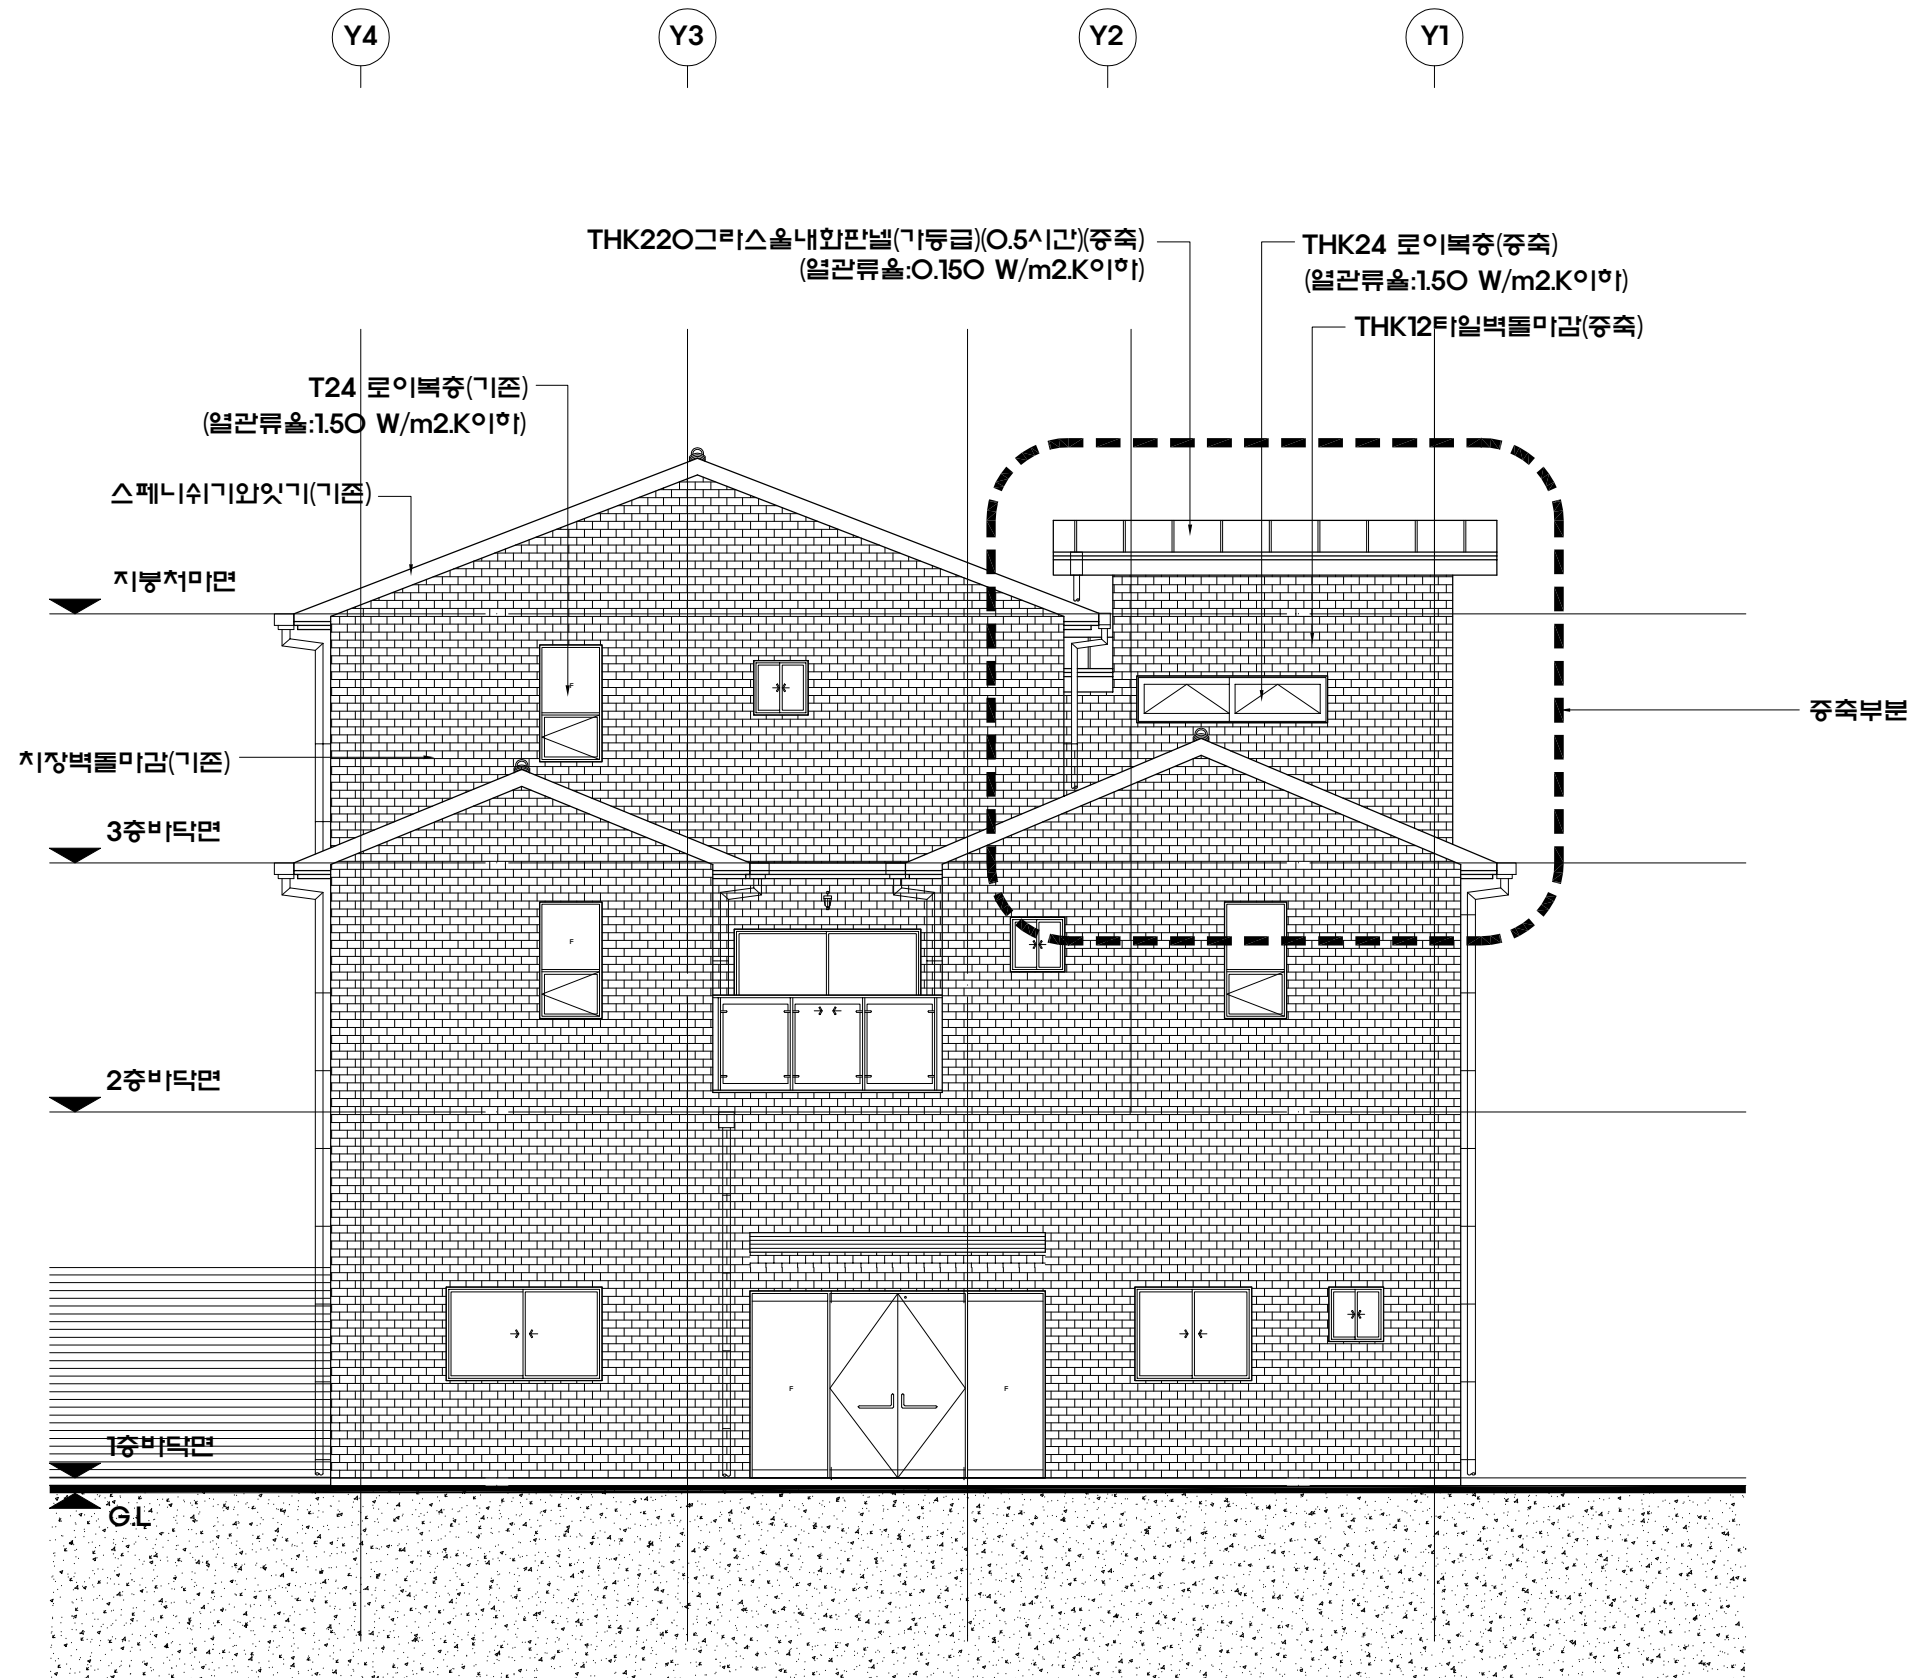 Y4
Y3
Y2
Y1
THK220그라스울내화판넬(가등급)(0.5시간)(증축)
(열관류율:0.150 W/m2.K이하)
THK24 로이복층(증축)
(열관류율:1.50 W/m2.K이하)
THK12타일벽돌마감(증축)
T24 로이복층(기존)
(열관류율:1.50 W/m2.K이하)
스페니쉬기와잇기(기존)
지붕처마면
F
증축부분
치장벽돌마감(기존)
3층바닥면
F
2층바닥면
F
F
1층바닥면
G.L